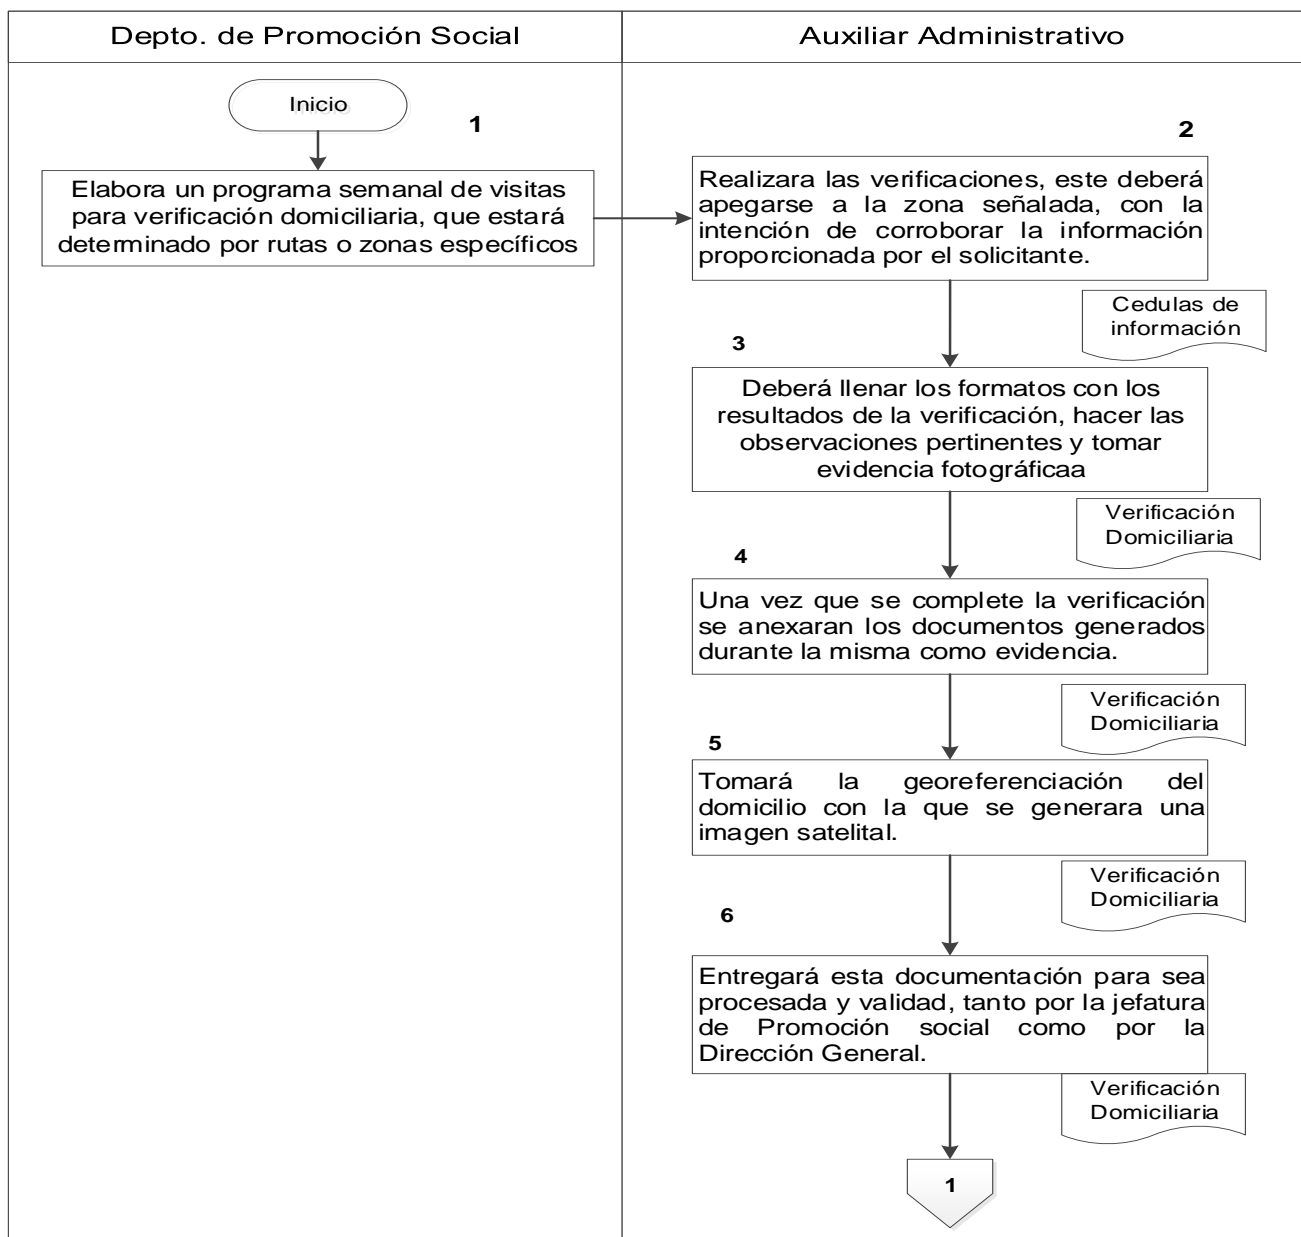 Depto. de Promoción Social
Auxiliar Administrativo
Inicio
1
Elabora un programa semanal de visitas
para verificación domiciliaria, que estará
determinado por rutas o zonas específicos
2
Realizara las verificaciones, este deberá
apegarse a la zona señalada, con la
intención de corroborar la información
proporcionada por el solicitante.
Cedulas de
información
3
Deberá llenar los formatos con los
resultados de la verificación, hacer las
observaciones pertinentes y tomar
evidencia fotográficaa
Verificación
Domiciliaria
4
Una vez que se complete la verificación
se anexaran los documentos generados
durante la misma como evidencia.
Verificación
Domiciliaria
5
Tomará la georeferenciación del
domicilio con la que se generara una
imagen satelital.
Verificación
Domiciliaria
6
Entregará esta documentación para sea
procesada y validad, tanto por la jefatura
de Promoción social como por la
Dirección General.
Verificación
Domiciliaria
1